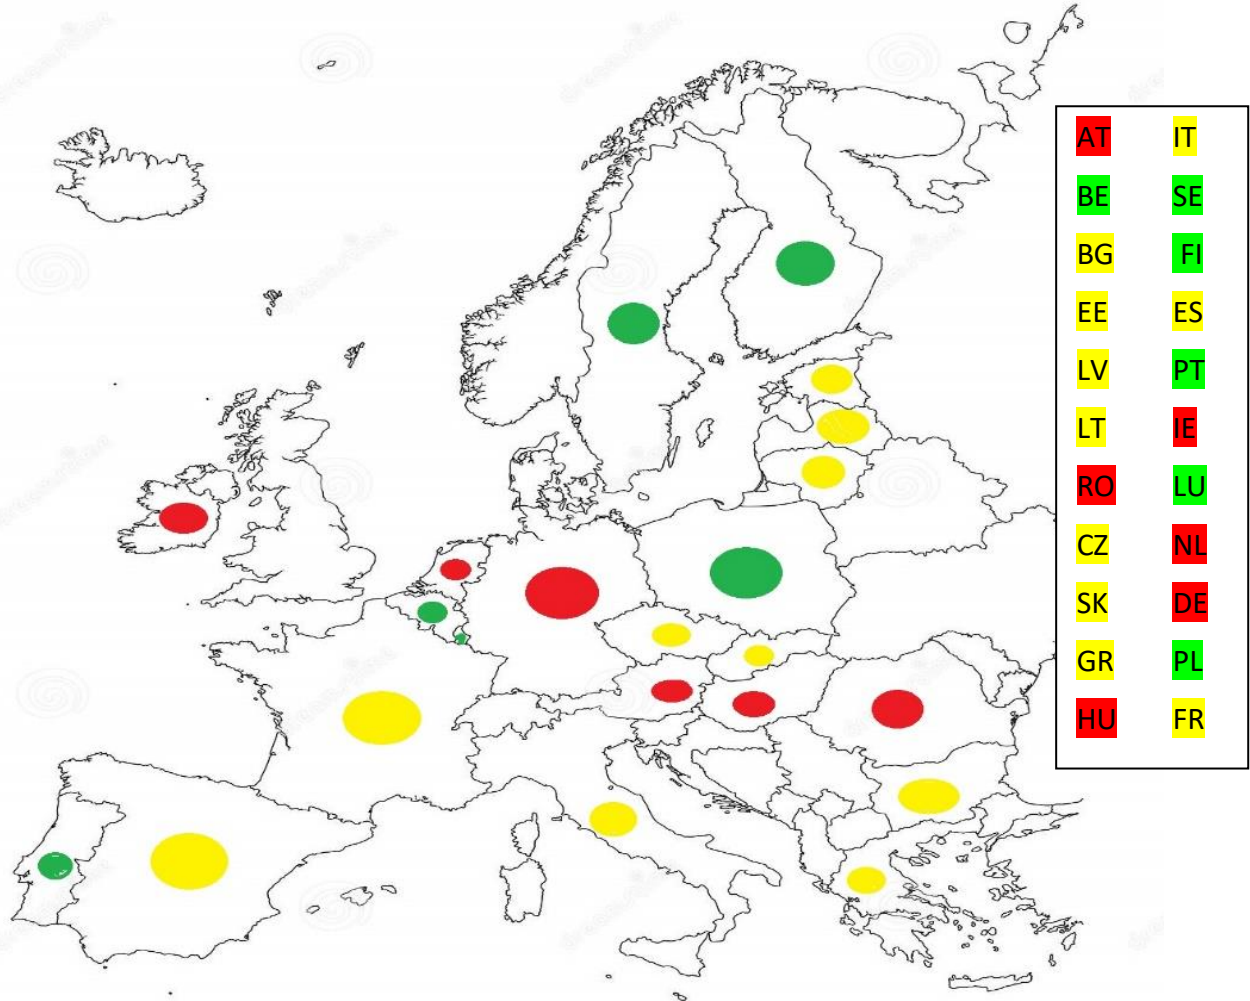 AT IT
BE SE
BG FI
EE ES
LV PT
LT IE
RO LU
CZ NL
SK DE
GR PL
HU FR